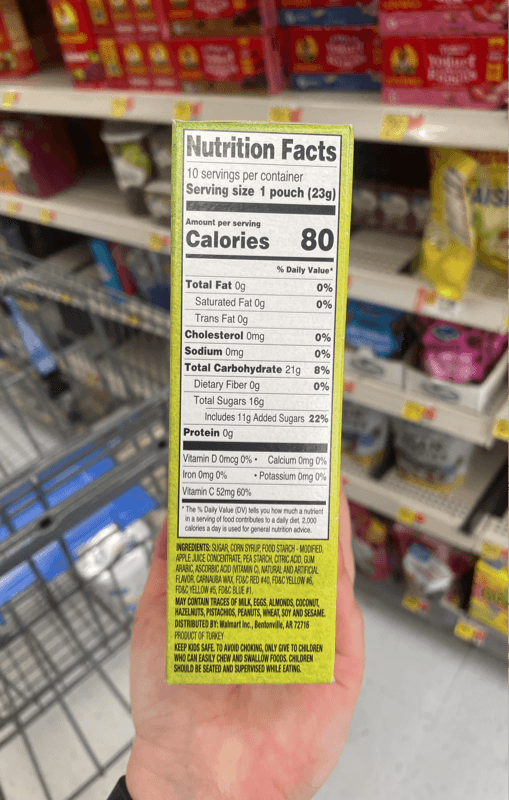 Nutrition Facts
10 servings per container
Serving size 1 pouch (23g)
Amount per serving
Calories 80
% Daily Value*
Total Fat 0g 0%
Saturated Fat 0g 0%
Trans Fat 0g
Cholesterol 0mg 0%
Sodium 0mg 0%
Total Carbohydrate 21g 8%
Dietary Fiber 0g 0%
Total Sugars 16g
Includes 11g Added Sugars 22%
Protein 0g
Vitamin D 0mcg 0% • Calcium 0mg 0%
Iron 0mg 0% • Potassium 0mg 0%
Vitamin C 52mg 60%
*The % Daily Value (DV) tells you how much a nutrient
in a serving of food contributes to a daily diet. 2,000
calories a day is used for general nutrition advice.
INGREDIENTS: SUGAR, CORN SYRUP, FOOD STARCH - MODIFIED,
APPLE JUICE CONCENTRATE, PEA STARCH, CITRIC ACID, GUM
ARABIC, ASCORBIC ACID (VITAMIN C), NATURAL AND ARTIFICIAL
FLAVOR, CARNAUBA WAX, FD&C RED #40, FD&C YELLOW #6,
FD&C YELLOW #5, FD&C BLUE #1.
MAY CONTAIN TRACES OF MILK, EGGS, ALMONDS, COCONUT,
HAZELNUTS, PISTACHIOS, PEANUTS, WHEAT, SOY AND SESAME.
DISTRIBUTED BY: Walmart Inc., Bentonville, AR 72716
PRODUCT OF TURKEY
KEEP KIDS SAFE. TO AVOID CHOKING, ONLY GIVE TO CHILDREN
WHO CAN EASILY CHEW AND SWALLOW FOODS. CHILDREN
SHOULD BE SEATED AND SUPERVISED WHILE EATING.